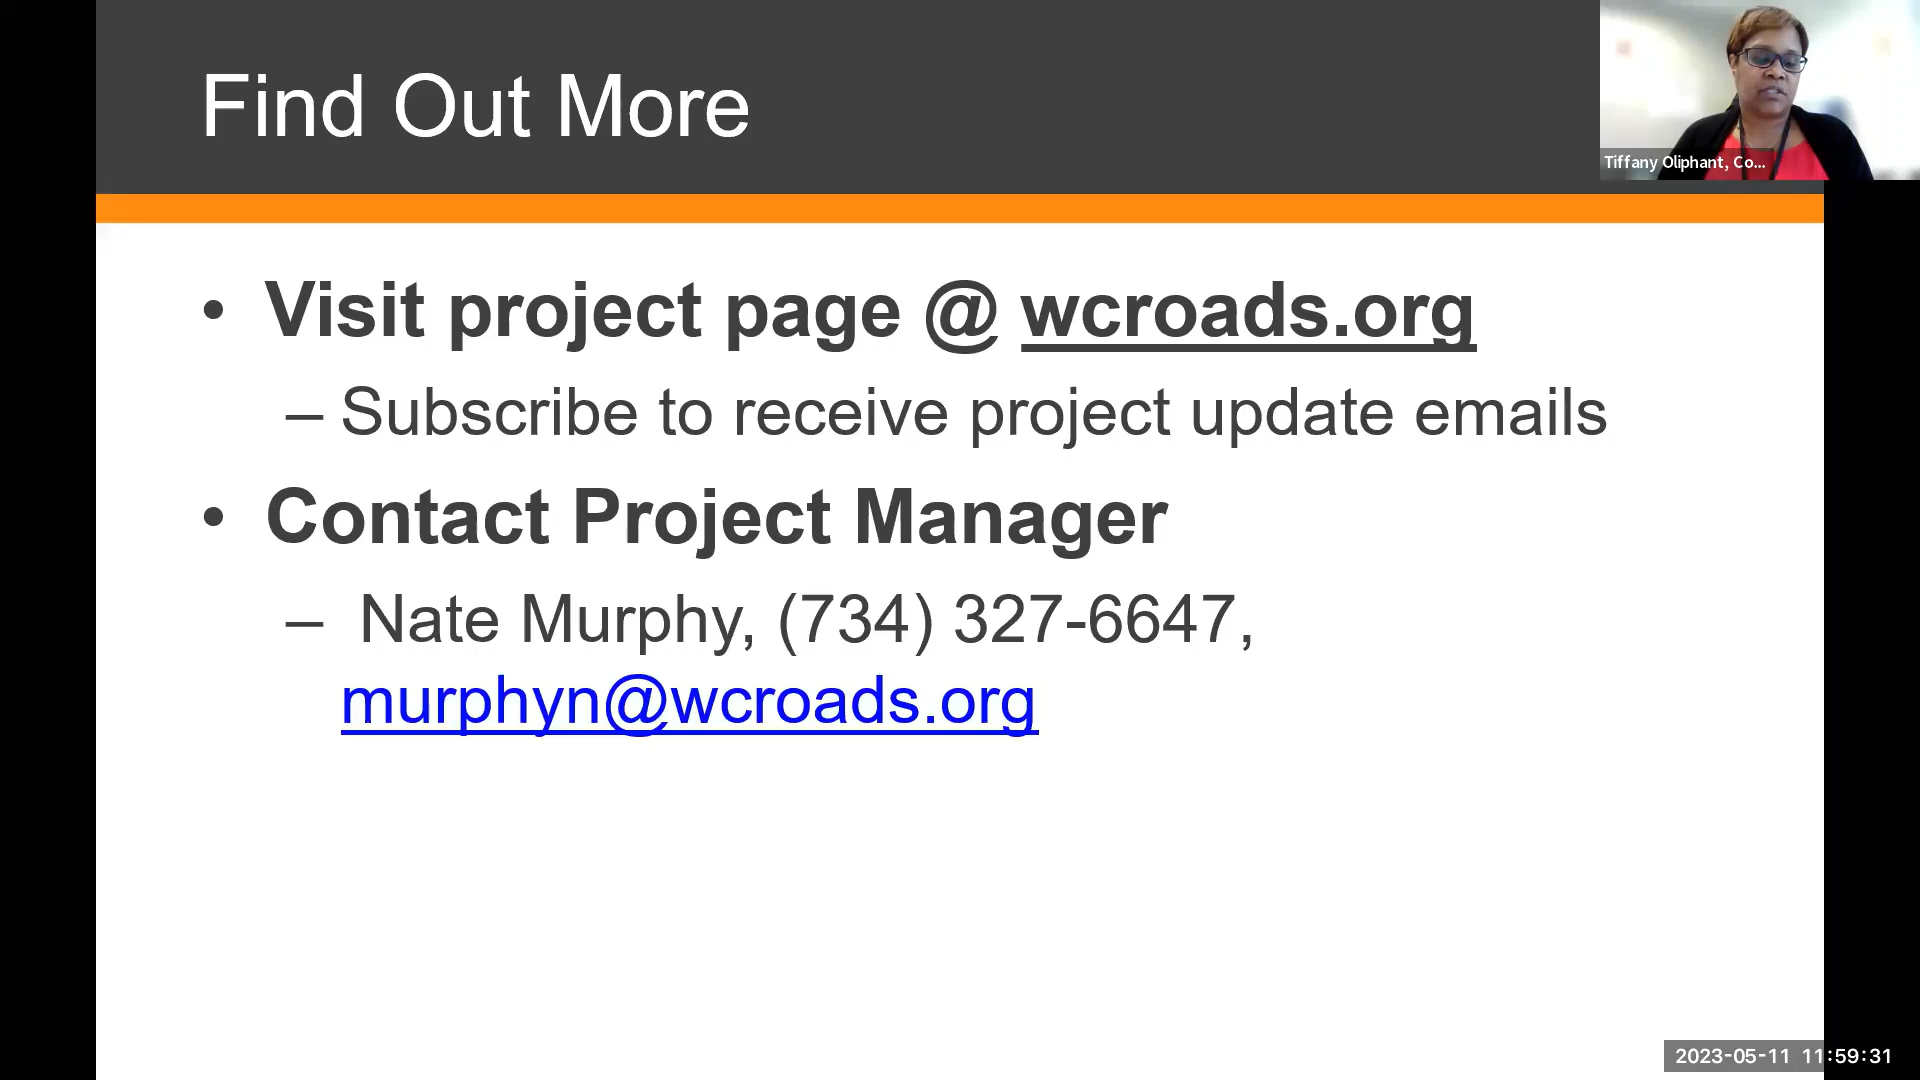 Find Out More
Tiffany Oliphant, Co...
• Visit project page @ wcroads.org
– Subscribe to receive project update emails
• Contact Project Manager
– Nate Murphy, (734) 327-6647,
murphyn@wcroads.org
2023-05-11 11:59:31